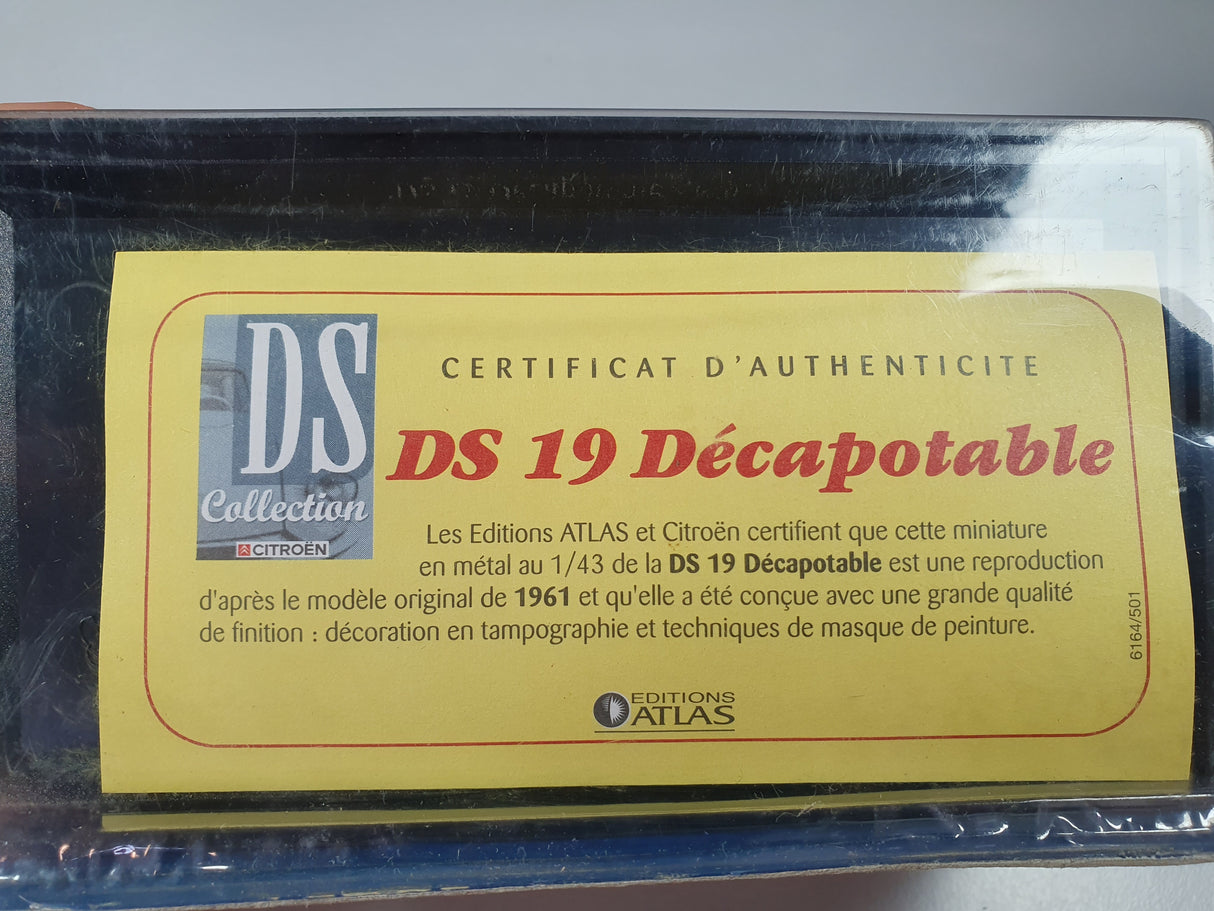 DS
Collection
CITROËN
CERTIFICAT D'AUTHENTICITE
DS 19 Décapotable
Les Editions ATLAS et Citroën certifient que cette miniature
en métal au 1/43 de la DS 19 Décapotable est une reproduction
d'après le modèle original de 1961 et qu'elle a été conçue avec une grande qualité
de finition : décoration en tampographie et techniques de masque de peinture.
6164/501
EDITIONS
ATLAS